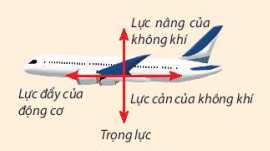 Lực nâng của
không khí
Lực đẩy của
động cơ
Lực cản của không khí
Trọng lực